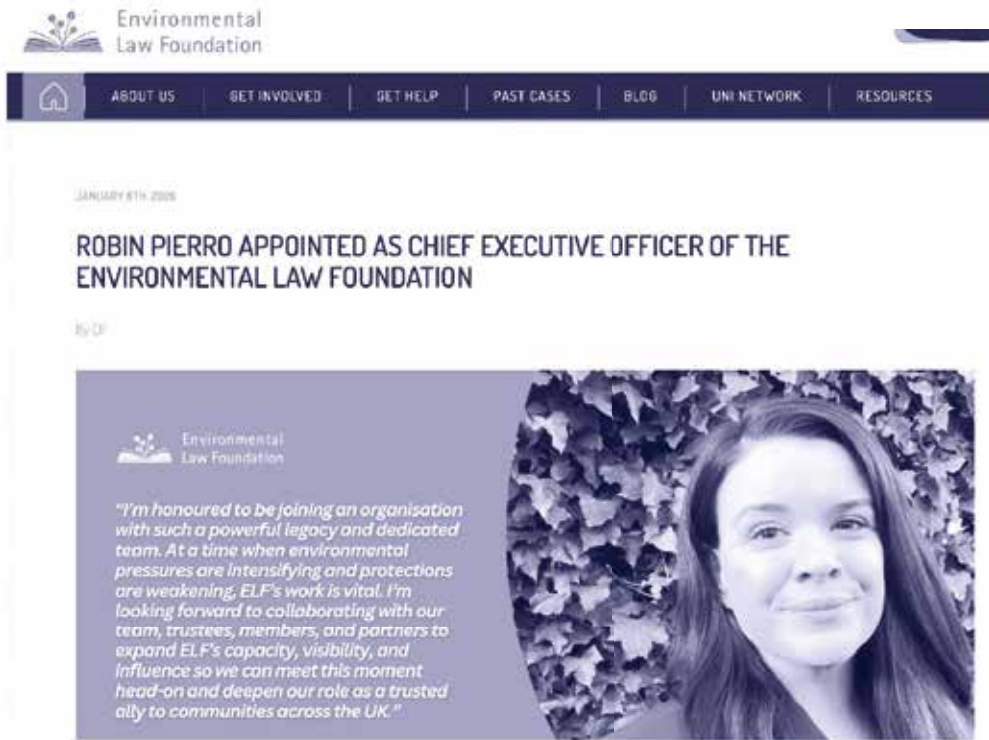 Environmental
Law Foundation
ABOUT US
GET INVOLVED
GET HELP
PAST CASES
BLOG
UNI NETWORK
RESOURCES
JANUARY
ROBIN PIERRO APPOINTED AS CHIEF EXECUTIVE OFFICER OF THE
ENVIRONMENTAL LAW FOUNDATION
By
Environmental
Law Foundation
"I'm honoured to be joining an organisation
with such a powerful legacy and dedicated
team. At a time when environmental
pressures are intensifying and protections
are weakening, ELF's work is vital. I'm
looking forward to collaborating with our
team, trustees, members, and partners to
expand ELF's capacity, visibility, and
influence so we can meet this moment
head-on and deepen our role as a trusted
ally to communities across the UK."